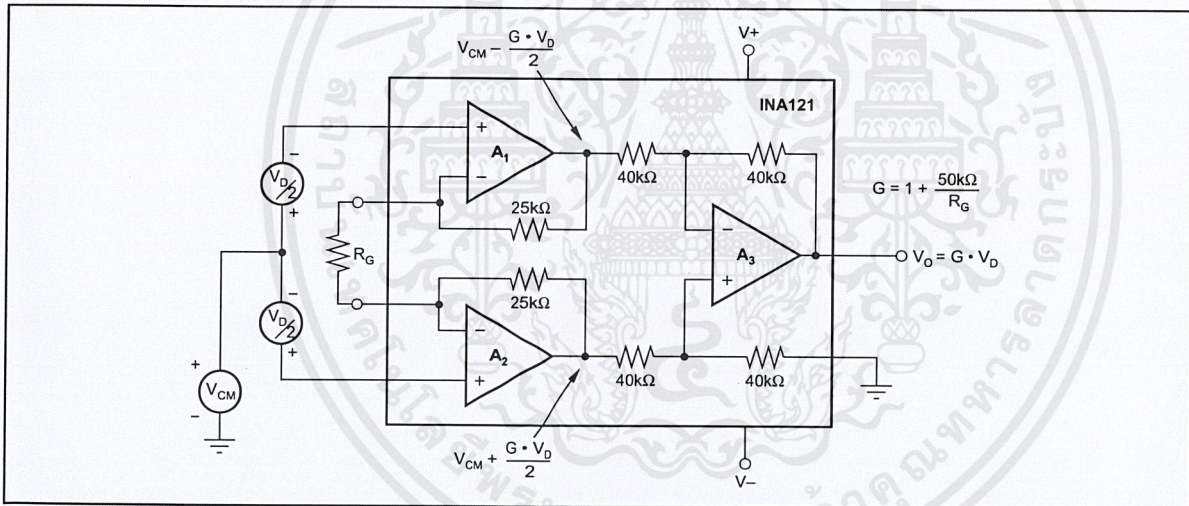 V_CM − G • V_D / 2
V+
INA121
V_D/2
A₁
40kΩ
40kΩ
25kΩ
G = 1 + 50kΩ / R_G
R_G
A₃
V_O = G • V_D
V_D/2
25kΩ
A₂
40kΩ
40kΩ
V_CM
V_CM + G • V_D / 2
V−